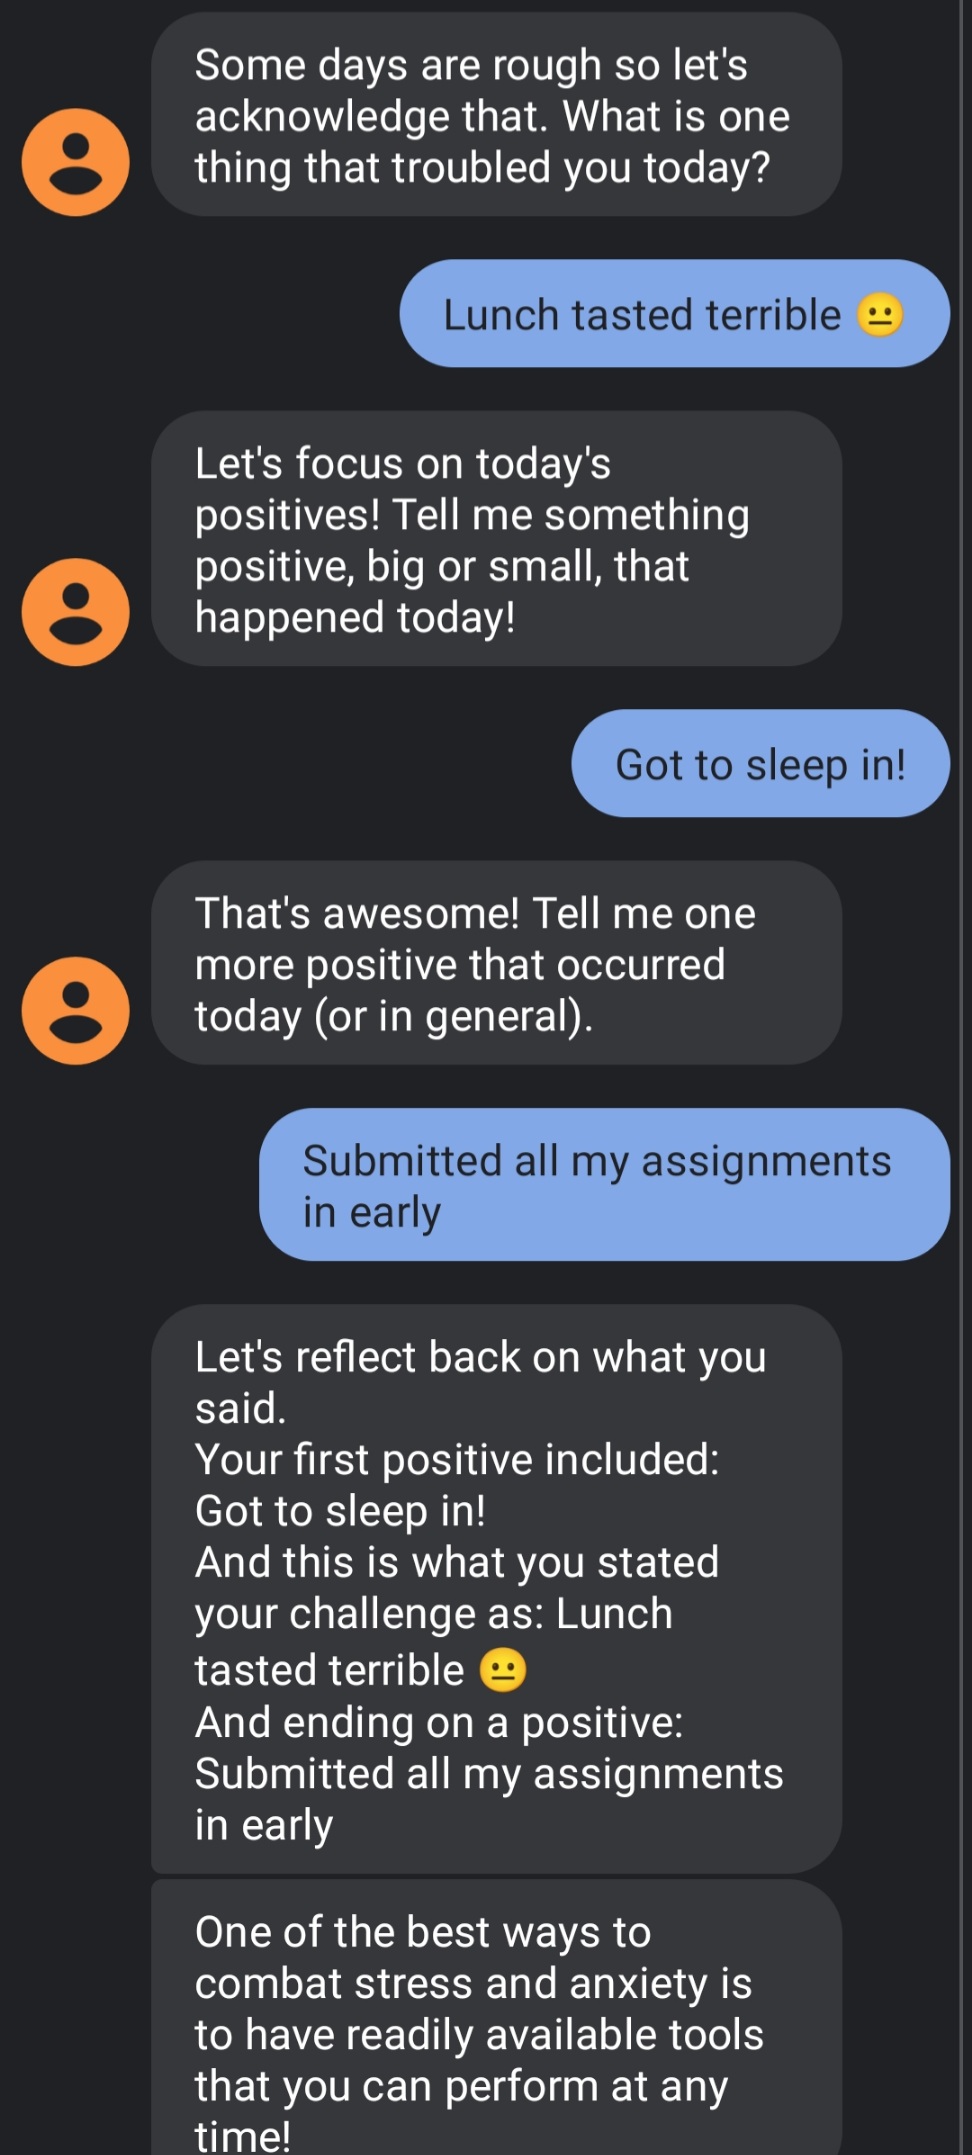 Some days are rough so let's
acknowledge that. What is one
thing that troubled you today?
Lunch tasted terrible 😐
Let's focus on today's
positives! Tell me something
positive, big or small, that
happened today!
Got to sleep in!
That's awesome! Tell me one
more positive that occurred
today (or in general).
Submitted all my assignments
in early
Let's reflect back on what you
said.
Your first positive included:
Got to sleep in!
And this is what you stated
your challenge as: Lunch
tasted terrible 😐
And ending on a positive:
Submitted all my assignments
in early
One of the best ways to
combat stress and anxiety is
to have readily available tools
that you can perform at any
time!